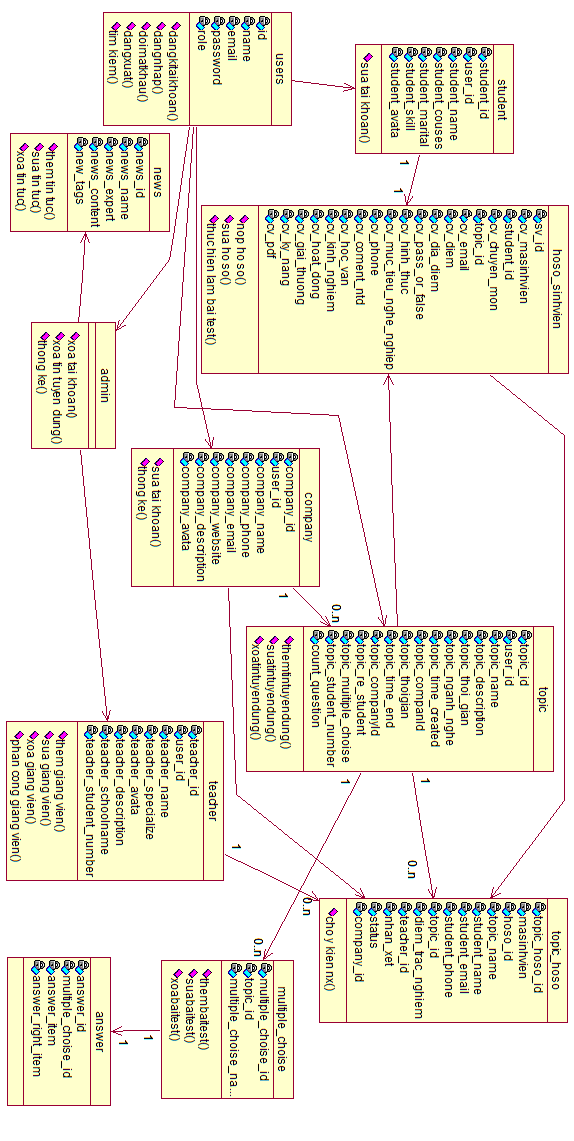 users
id
name
email
password
role
dangkitaikhoan()
dangnhap()
doimatkhau()
dangxuat()
tim kiem()
student
student_id
user_id
student_name
student_couses
student_marital
student_skill
student_avata
sua tai khoan()
1
1
news
news_id
news_name
news_expert
news_content
new_tags
them tin tuc()
sua tin tuc()
xoa tin tuc()
hoso_sinhvien
sv_id
cv_masinhvien
student_id
cv_chuyen_mon
topic_id
cv_email
cv_diem
cv_dia_diem
cv_pass_or_false
cv_hinh_thuc
cv_muc_tieu_nghe_nghiep
cv_phone
cv_coment_ntd
cv_hoc_van
cv_kinh_nghiem
cv_hoat_dong
cv_giai_thuong
cv_ky_nang
cv_pdf
nop ho so()
sua ho so()
thuc hien lam bai test()
admin
xoa tai khoan()
xoa tin tuyen dung()
thong ke()
company
company_id
user_id
company_name
company_phone
company_email
company_website
company_description
company_avata
sua tai khoan()
thong ke()
1
0..n
topic
topic_id
user_id
topic_name
topic_description
topic_thoi_gian
topic_nganh_nghe
topic_time_created
topic_companid
topic_thoigian
topic_time_end
topic_companyId
topic_re_student
topic_multiple_choise
topic_student_number
count_question
themtintuyendung()
suatintuyendung()
xoatintuyendung()
1
1
0..n
0..n
teacher
teacher_id
user_id
teacher_name
teacher_specialize
teacher_avata
teacher_description
teacher_schoolname
teacher_student_number
them giang vien()
sua giang vien()
xoa giang vien()
phan cong giang vien()
1
0..n
topic_hoso
topic_hoso_id
masinhvien
hoso_id
topic_name
student_name
student_email
student_phone
topic_id
diem_trac_nghiem
teacher_id
nhan_xet
status
company_id
cho y kien nx()
multiple_choise
multiple_choise_id
topic_id
multiple_choise_na...
thembaitest()
suabaitest()
xoabaitest()
1
1
answer
answer_id
multiple_choise_id
answer_item
answer_right_item